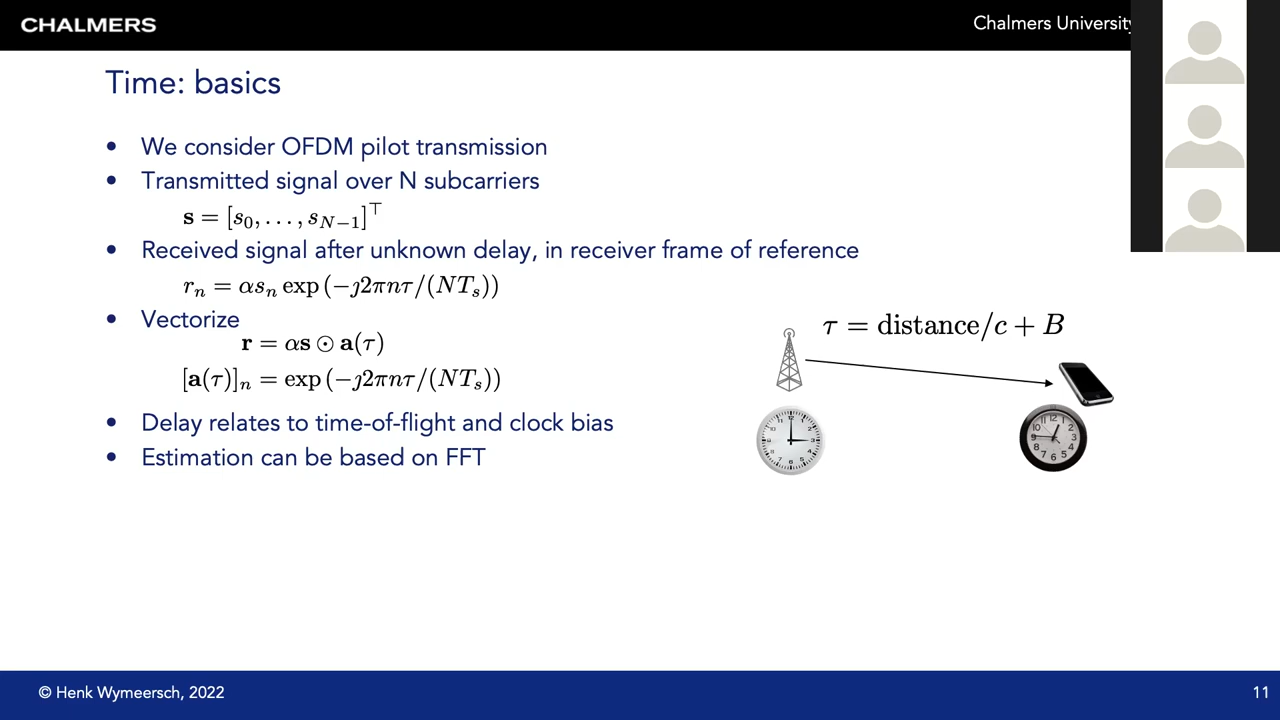 CHALMERS
Chalmers University
Time: basics
• We consider OFDM pilot transmission
• Transmitted signal over N subcarriers
s = [s_0, . . . , s_{N−1}]^⊤
• Received signal after unknown delay, in receiver frame of reference
r_n = αs_n exp (−ȷ2πnτ/(NT_s))
• Vectorize
r = αs ⊙ a(τ)
[a(τ)]_n = exp (−ȷ2πnτ/(NT_s))
τ = distance/c + B
• Delay relates to time-of-flight and clock bias
• Estimation can be based on FFT
© Henk Wymeersch, 2022
11